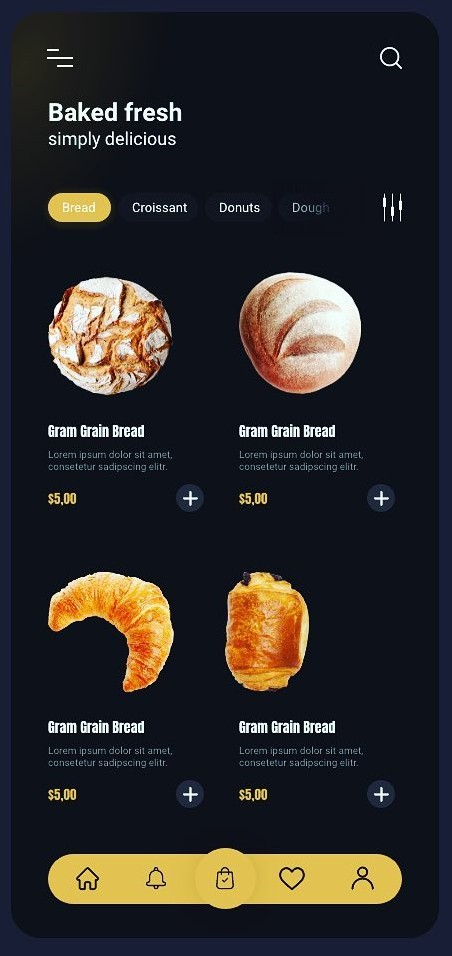 Baked fresh
simply delicious
Bread
Croissant
Donuts
Dough
Gram Grain Bread
Lorem ipsum dolor sit amet,
consetetur sadipscing elitr.
$5,00
Gram Grain Bread
Lorem ipsum dolor sit amet,
consetetur sadipscing elitr.
$5,00
Gram Grain Bread
Lorem ipsum dolor sit amet,
consetetur sadipscing elitr.
$5,00
Gram Grain Bread
Lorem ipsum dolor sit amet,
consetetur sadipscing elitr.
$5,00